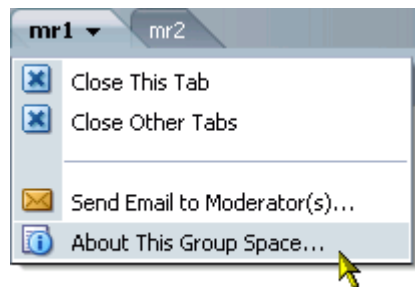 mr1 mr2
Close This Tab
Close Other Tabs
Send Email to Moderator(s)...
About This Group Space...